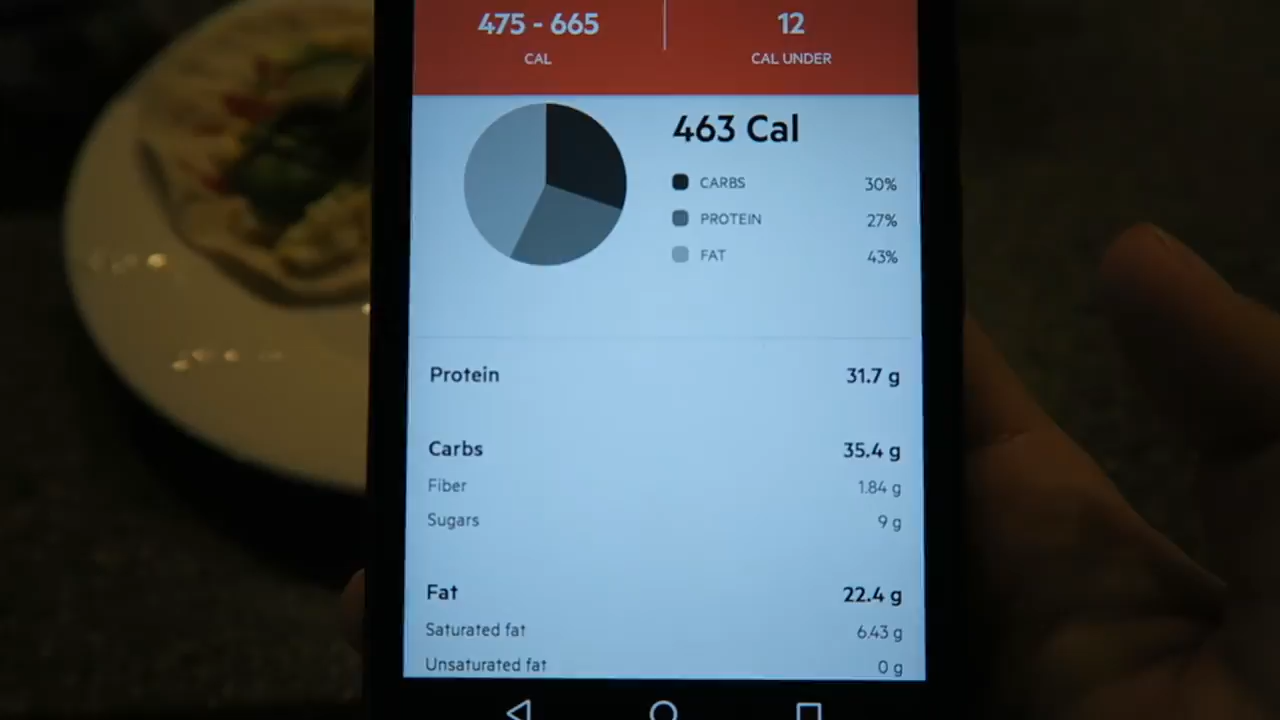 475 - 665 12
CAL CAL UNDER
463 Cal
CARBS 30%
PROTEIN 27%
FAT 43%
Protein 31.7 g
Carbs 35.4 g
Fiber 1.84 g
Sugars 9 g
Fat 22.4 g
Saturated fat 6.43 g
Unsaturated fat 0 g